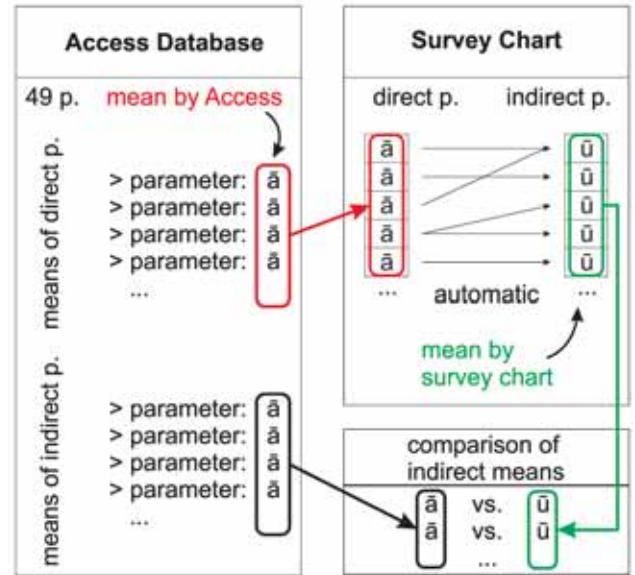 Access Database
49 p. mean by Access
means of direct p.
> parameter: ā
> parameter: ā
> parameter: ā
> parameter: ā
...
means of indirect p.
> parameter: ā
> parameter: ā
> parameter: ā
> parameter: ā
...
Survey Chart
direct p. indirect p.
ā ū
ā ū
ā ū
ā ū
ā ū
... automatic ...
mean by
survey chart
comparison of
indirect means
ā vs. ū
ā vs. ū
...